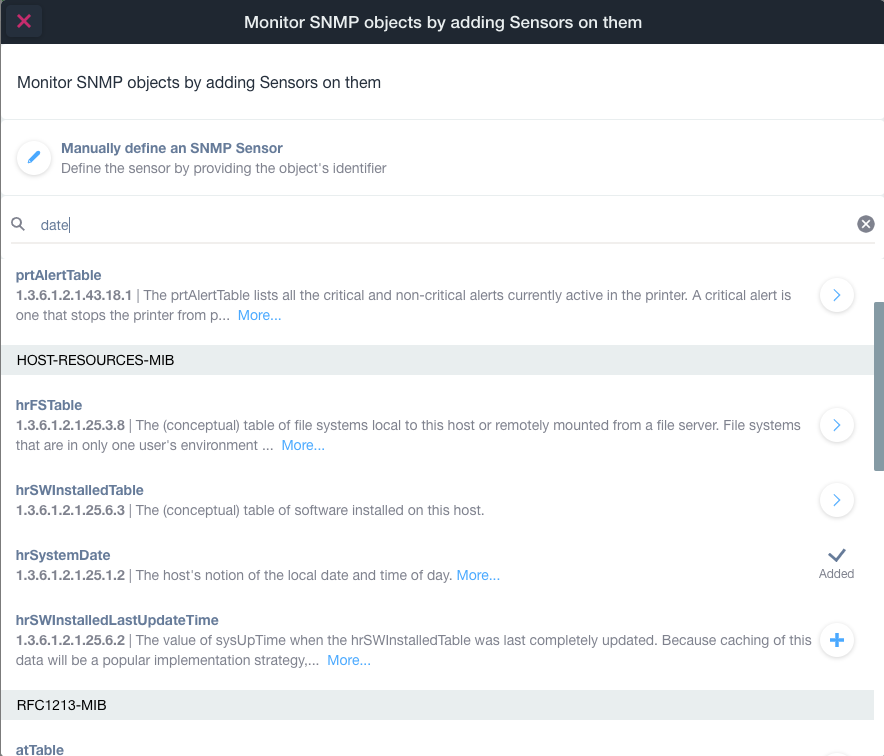 Monitor SNMP objects by adding Sensors on them
Monitor SNMP objects by adding Sensors on them
Manually define an SNMP Sensor
Define the sensor by providing the object's identifier
date
prtAlertTable
1.3.6.1.2.1.43.18.1 | The prtAlertTable lists all the critical and non-critical alerts currently active in the printer. A critical alert is
one that stops the printer from p... More...
HOST-RESOURCES-MIB
hrFSTable
1.3.6.1.2.1.25.3.8 | The (conceptual) table of file systems local to this host or remotely mounted from a file server. File systems
that are in only one user's environment ... More...
hrSWInstalledTable
1.3.6.1.2.1.25.6.3 | The (conceptual) table of software installed on this host.
hrSystemDate
1.3.6.1.2.1.25.1.2 | The host's notion of the local date and time of day. More...
Added
hrSWInstalledLastUpdateTime
1.3.6.1.2.1.25.6.2 | The value of sysUpTime when the hrSWInstalledTable was last completely updated. Because caching of this
data will be a popular implementation strategy,... More...
RFC1213-MIB
atTable